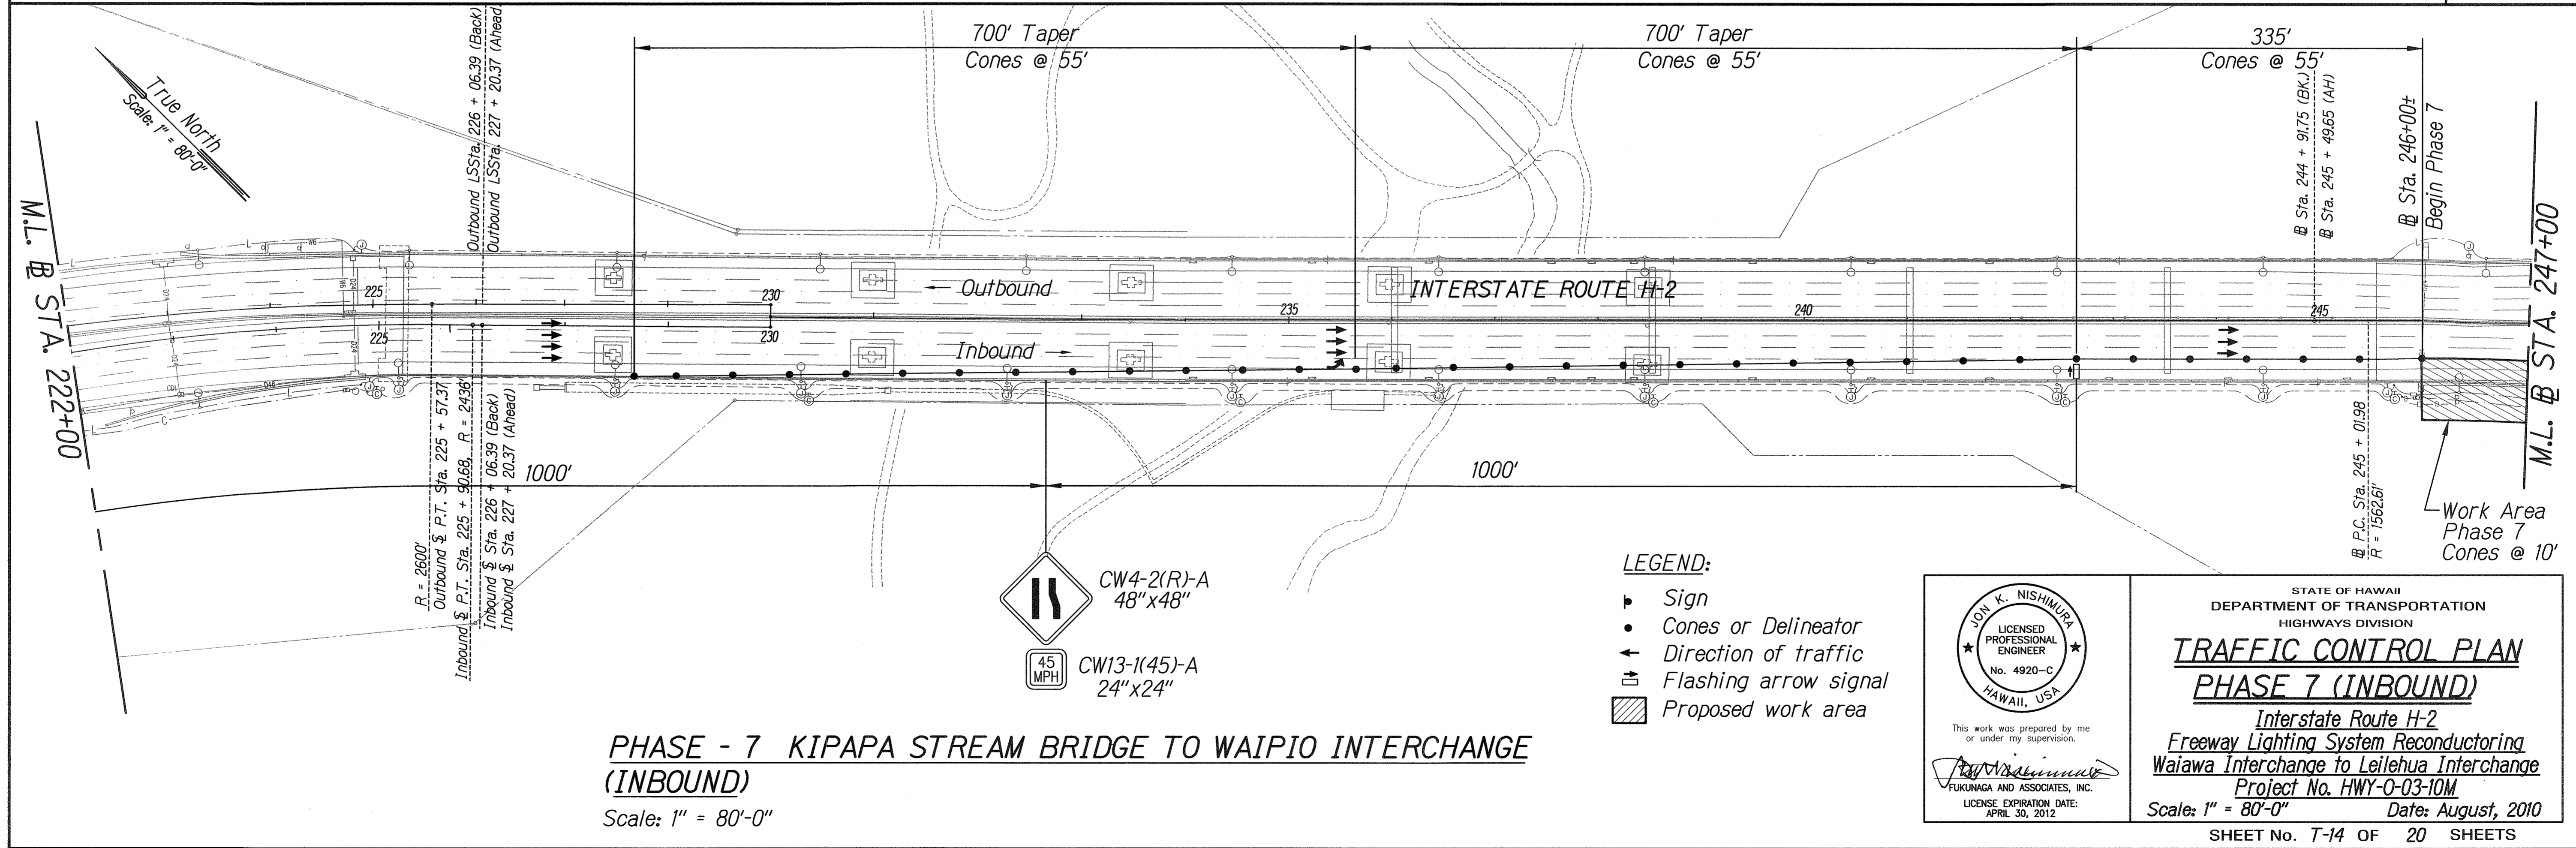 700' Taper
Cones @ 55'
700' Taper
Cones @ 55'
335'
Cones @ 55'
True North
Scale: 1" = 80'-0"
Outbound LSSta. 226 + 06.39 (Back)
Outbound LSSta. 227 + 20.37 (Ahead)
B Sta. 244 + 91.75 (BK.)
B Sta. 245 + 49.65 (AH)
B Sta. 246+00±
Begin Phase 7
M.L. B STA. 222+00
M.L. B STA. 247+00
225
230
235
240
245
225
230
Outbound
INTERSTATE ROUTE H-2
Inbound
1000'
1000'
R = 2600'
Outbound S P.T. Sta. 225 + 57.37
Inbound S P.T. Sta. 225 + 90.68, R = 2436'
Inbound S Sta. 226 + 06.39 (Back)
Inbound S Sta. 227 + 20.37 (Ahead)
B P.C. Sta. 245 + 01.98
R = 1562.61'
Work Area
Phase 7
Cones @ 10'
CW4-2(R)-A
48"x48"
45
MPH
CW13-1(45)-A
24"x24"
LEGEND:
Sign
Cones or Delineator
Direction of traffic
Flashing arrow signal
Proposed work area
PHASE - 7 KIPAPA STREAM BRIDGE TO WAIPIO INTERCHANGE
(INBOUND)
Scale: 1" = 80'-0"
JON K. NISHIMURA
LICENSED
PROFESSIONAL
ENGINEER
No. 4920-C
HAWAII, USA
This work was prepared by me
or under my supervision.
FUKUNAGA AND ASSOCIATES, INC.
LICENSE EXPIRATION DATE:
APRIL 30, 2012
STATE OF HAWAII
DEPARTMENT OF TRANSPORTATION
HIGHWAYS DIVISION
TRAFFIC CONTROL PLAN
PHASE 7 (INBOUND)
Interstate Route H-2
Freeway Lighting System Reconductoring
Waiawa Interchange to Leilehua Interchange
Project No. HWY-O-03-10M
Scale: 1" = 80'-0" Date: August, 2010
SHEET No. T-14 OF 20 SHEETS